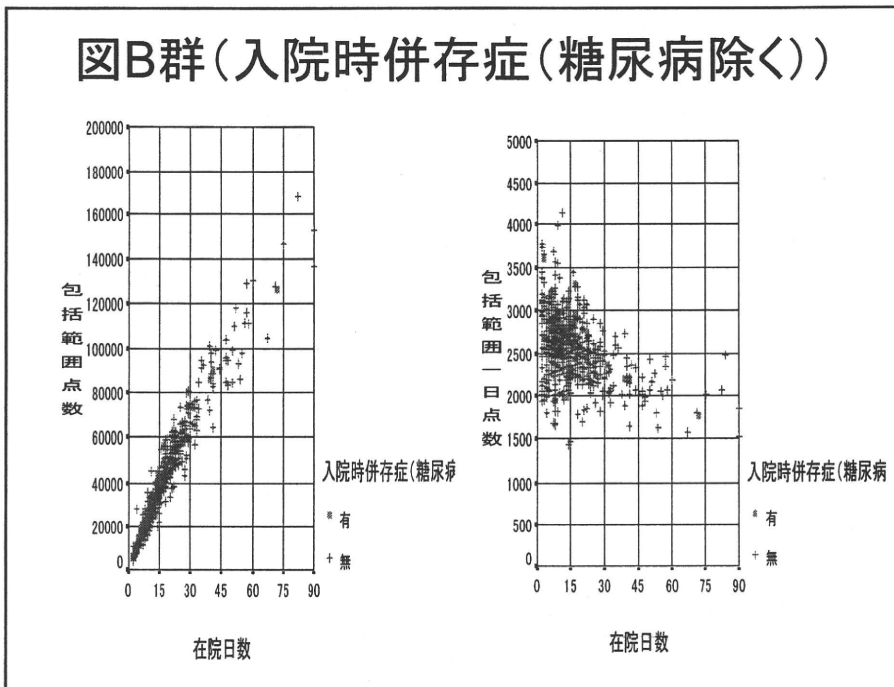 図B群(入院時併存症(糖尿病除く))
200000
180000
160000
140000
120000
100000
80000
60000
40000
20000
0
包括範囲点数
0 15 30 45 60 75 90
在院日数
入院時併存症(糖尿病
* 有
+ 無
5000
4500
4000
3500
3000
2500
2000
1500
1000
500
0
包括範囲一日点数
0 15 30 45 60 75 90
在院日数
入院時併存症(糖尿病
* 有
+ 無